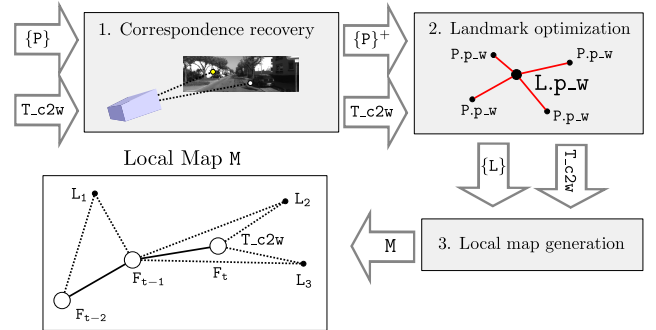 {P}
T_c2w
1. Correspondence recovery
{P}⁺
T_c2w
2. Landmark optimization
P.p_w
P.p_w
L.p_w
P.p_w
P.p_w
{L}
T_c2w
3. Local map generation
M
Local Map M
L₁
L₂
T_c2w
Fₜ₋₁
Fₜ
L₃
Fₜ₋₂